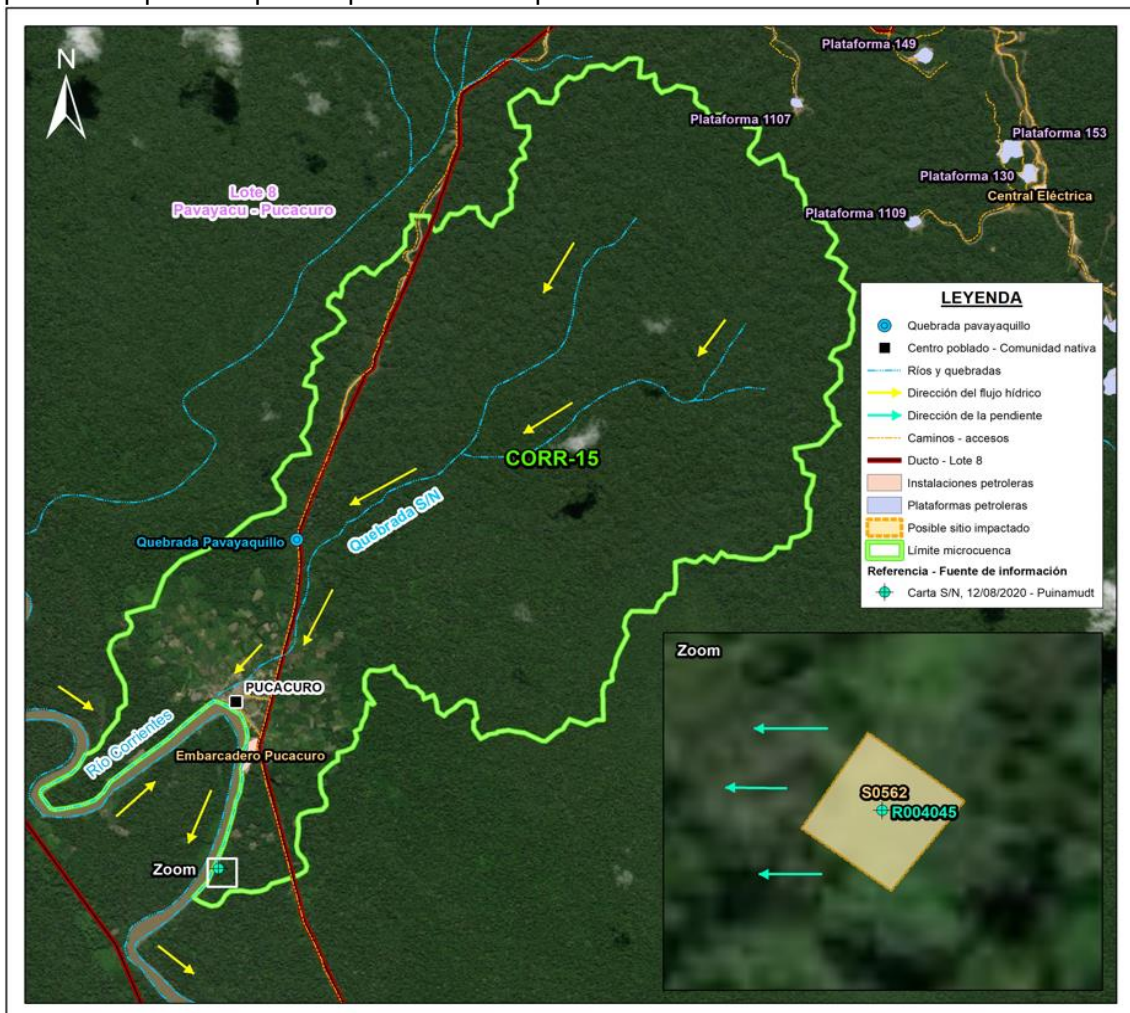 N
Plataforma 149
Plataforma 1107
Plataforma 153
Plataforma 130
Central Eléctrica
Lote 8
Pavayacu - Pucacuro
Plataforma 1109
CORR-15
Quebrada S/N
Quebrada Pavayaquillo
PUCACURO
Río Corrientes
Embarcadero Pucacuro
Zoom
LEYENDA
Quebrada pavayaquillo
Centro poblado - Comunidad nativa
Ríos y quebradas
Dirección del flujo hídrico
Dirección de la pendiente
Caminos - accesos
Ducto - Lote 8
Instalaciones petroleras
Plataformas petroleras
Posible sitio impactado
Límite microcuenca
Referencia - Fuente de información
Carta S/N, 12/08/2020 - Puinamudt
Zoom
S0562
R004045